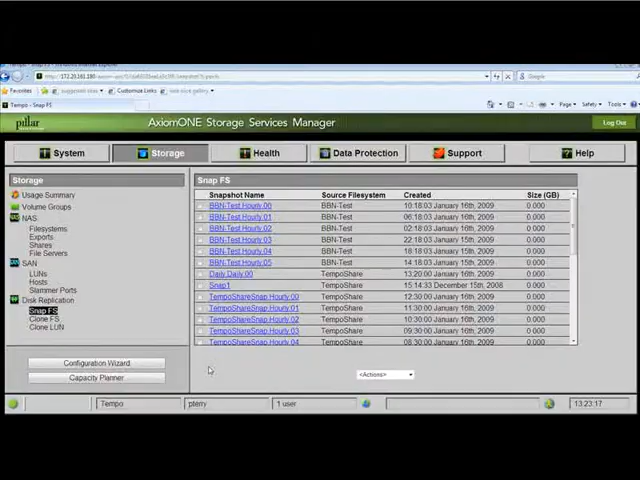 Favorites
Customize Links
Google
Tempo - Snap FS
Page
Safety
Tools
pillar
AxiomONE Storage Services Manager
Log Out
System
Storage
Health
Data Protection
Support
Help
Storage
Usage Summary
Volume Groups
NAS
Filesystems
Exports
Shares
File Servers
SAN
LUNs
Hosts
Slammer Ports
Disk Replication
Snap FS
Clone FS
Clone LUN
Configuration Wizard
Capacity Planner
Snap FS
Snapshot Name Source Filesystem Created Size (GB)
BBN-Test.Hourly.00 BBN-Test 10:18:03 January 16th, 2009 0.000
BBN-Test.Hourly.01 BBN-Test 06:18:03 January 16th, 2009 0.000
BBN-Test.Hourly.02 BBN-Test 02:18:03 January 16th, 2009 0.000
BBN-Test.Hourly.03 BBN-Test 22:18:03 January 15th, 2009 0.000
BBN-Test.Hourly.04 BBN-Test 18:18:03 January 15th, 2009 0.000
BBN-Test.Hourly.05 BBN-Test 14:18:03 January 15th, 2009 0.000
Daily.Daily.00 TempoShare 13:20:00 January 16th, 2009 0.000
Snap1 TempoShare 15:14:33 December 15th, 2008 0.000
TempoShareSnap.Hourly.00 TempoShare 12:30:00 January 16th, 2009 0.000
TempoShareSnap.Hourly.01 TempoShare 11:30:00 January 16th, 2009 0.000
TempoShareSnap.Hourly.02 TempoShare 10:30:00 January 16th, 2009 0.000
TempoShareSnap.Hourly.03 TempoShare 09:30:00 January 16th, 2009 0.000
TempoShareSnap.Hourly.04 TempoShare 08:30:00 January 16th, 2009 0.000
<Actions>
Tempo
pterry
1 user
13:23:17